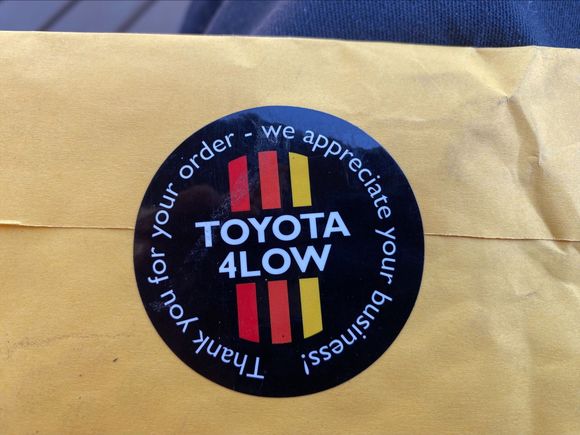 Thank you for your order - we appreciate your business!
TOYOTA
4LOW